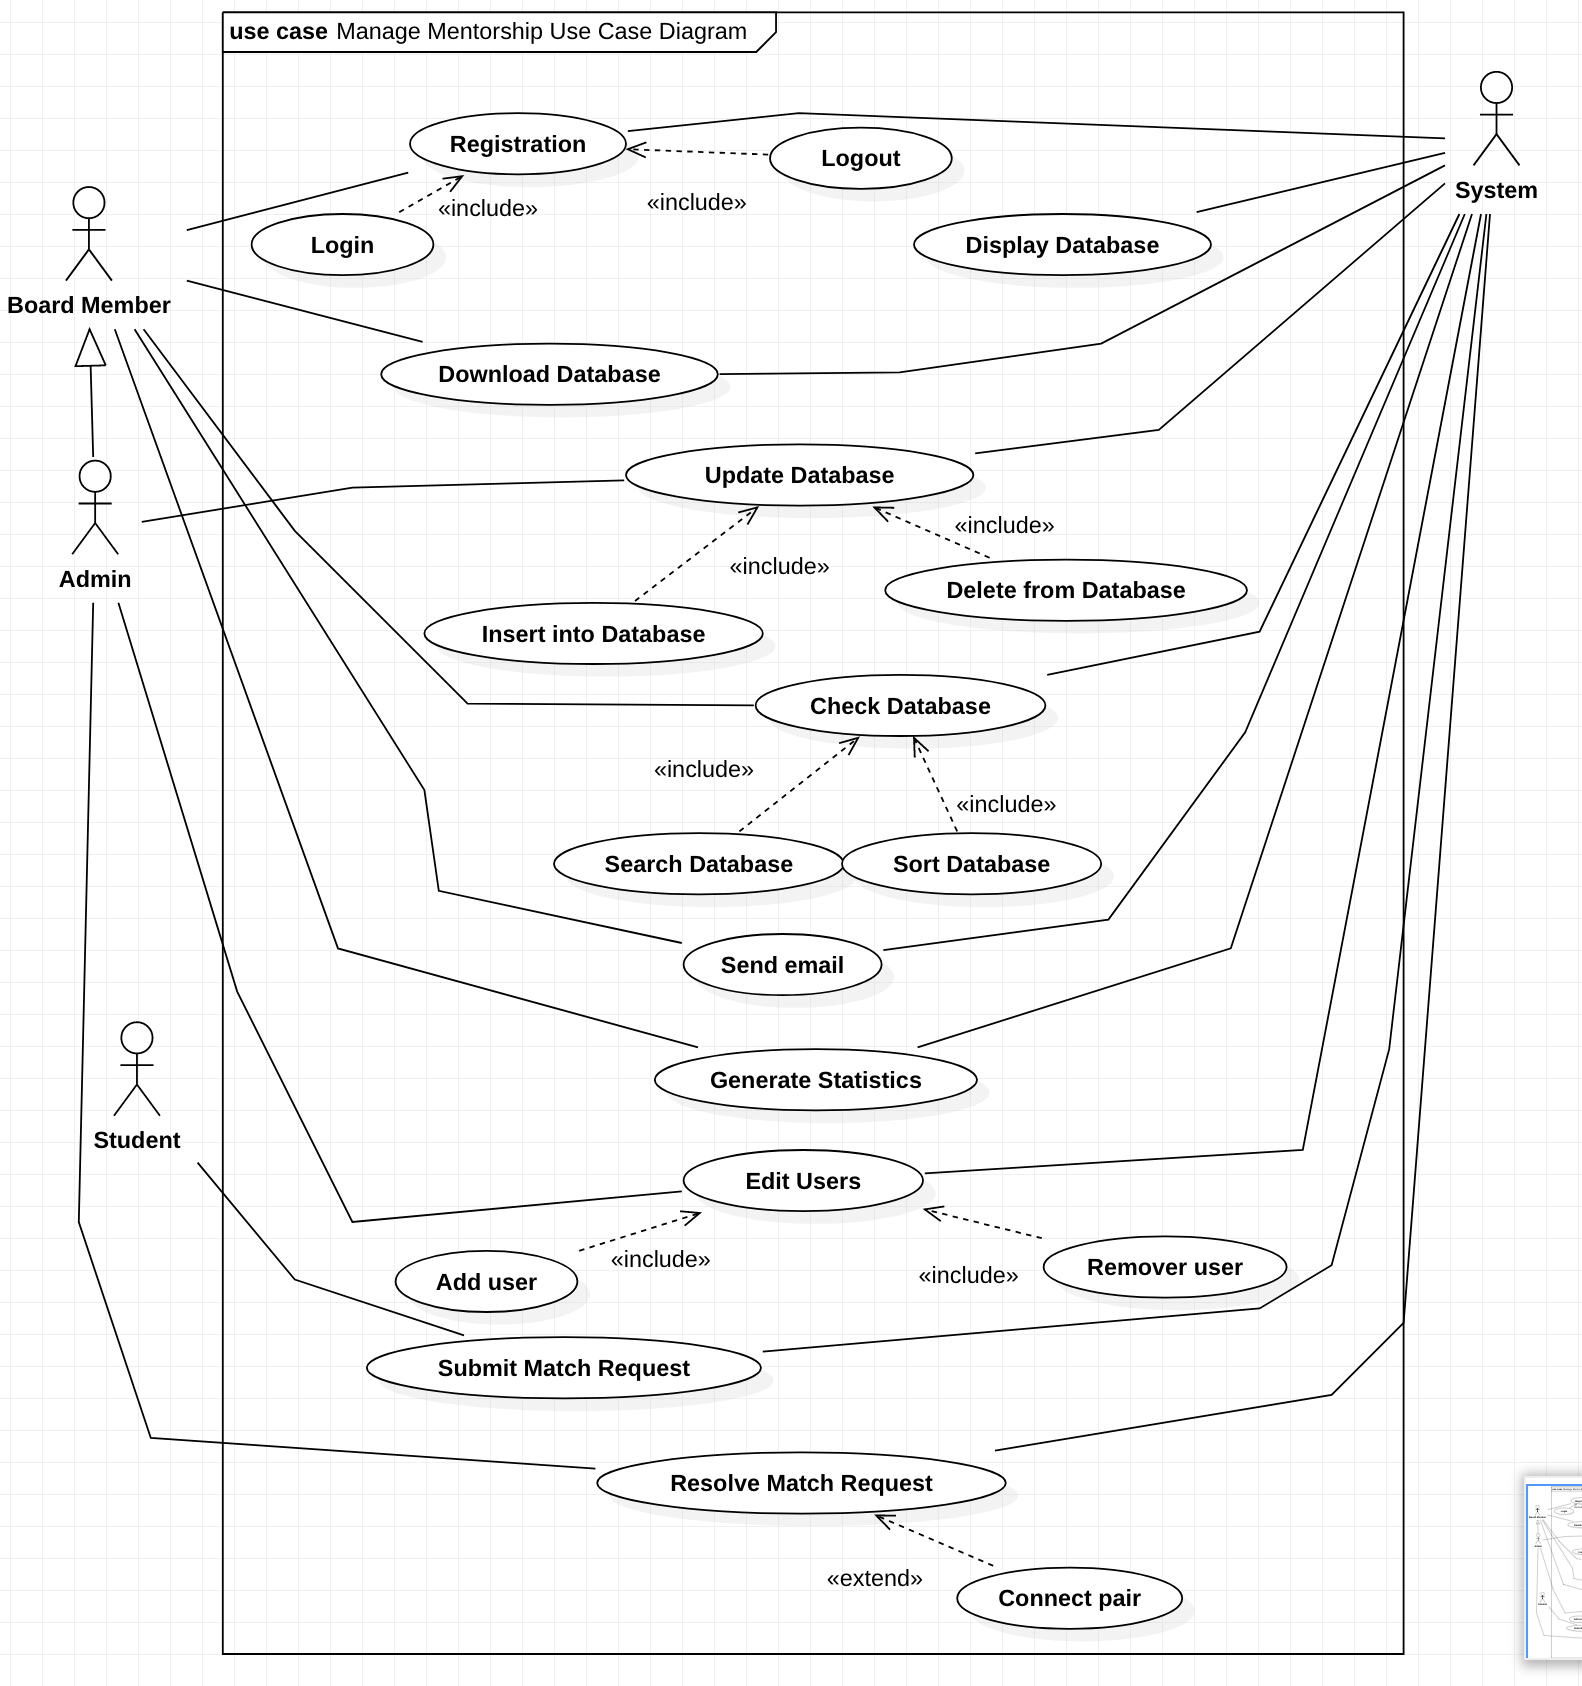 use case Manage Mentorship Use Case Diagram
Registration
Logout
System
«include»
«include»
Login
Display Database
Board Member
Download Database
Update Database
«include»
«include»
Admin
Delete from Database
Insert into Database
Check Database
«include»
«include»
Search Database
Sort Database
Send email
Generate Statistics
Student
Edit Users
«include»
«include»
Add user
Remover user
Submit Match Request
Resolve Match Request
«extend»
Connect pair